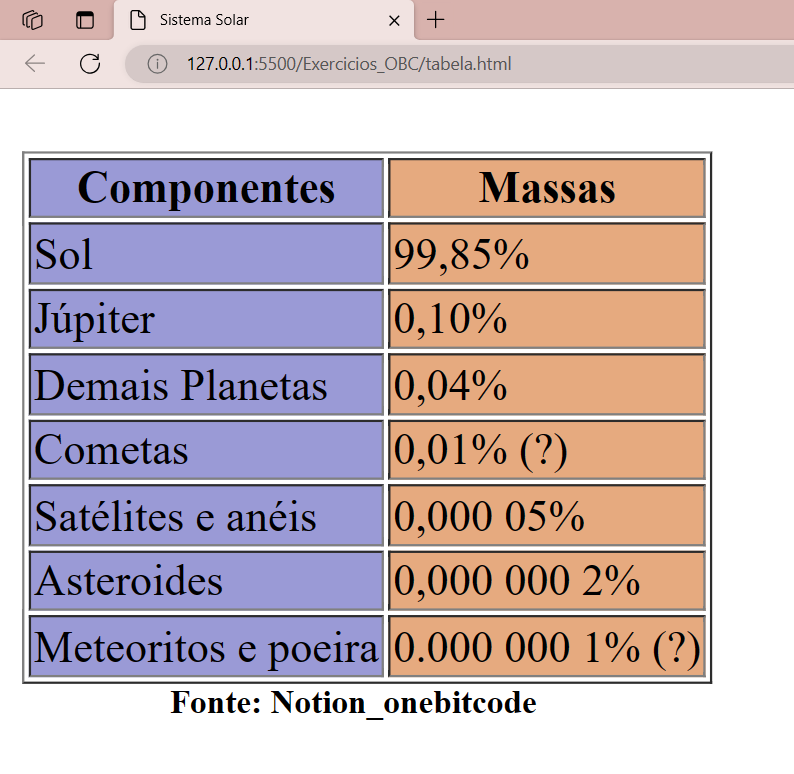 Sistema Solar
127.0.0.1:5500/Exercicios_OBC/tabela.html
Componentes Massas
Sol 99,85%
Júpiter 0,10%
Demais Planetas 0,04%
Cometas 0,01% (?)
Satélites e anéis 0,000 05%
Asteroides 0,000 000 2%
Meteoritos e poeira 0.000 000 1% (?)
Fonte: Notion_onebitcode